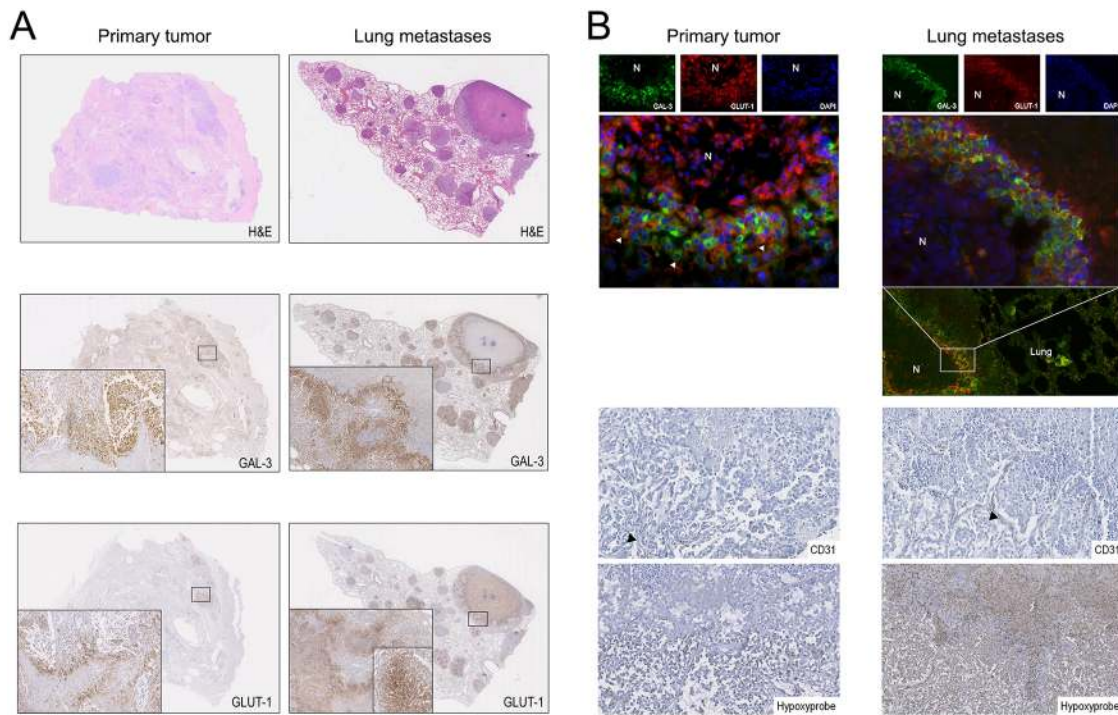 A
Primary tumor
Lung metastases
H&E
H&E
GAL-3
GAL-3
GLUT-1
GLUT-1
B
Primary tumor
Lung metastases
N
GAL-3
N
GLUT-1
N
DAPI
N
GAL-3
N
GLUT-1
N
DAPI
N
N
N
Lung
CD31
CD31
Hypoxyprobe
Hypoxyprobe